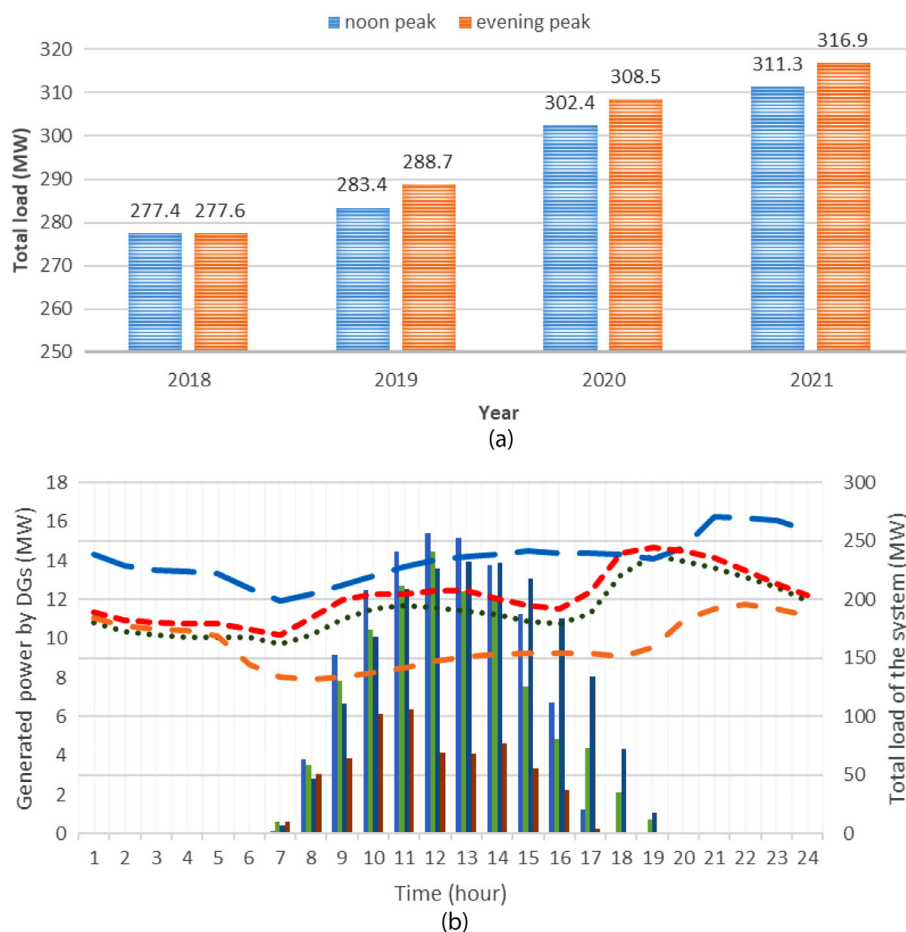 noon peak evening peak
320
310
300
290
280
270
260
250
Total load (MW)
277.4 277.6 283.4 288.7 302.4 308.5 311.3 316.9
2018 2019 2020 2021
Year
(a)
18
16
14
12
10
8
6
4
2
0
Generated power by DGs (MW)
300
250
200
150
100
50
0
Total load of the system (MW)
1 2 3 4 5 6 7 8 9 10 11 12 13 14 15 16 17 18 19 20 21 22 23 24
Time (hour)
(b)